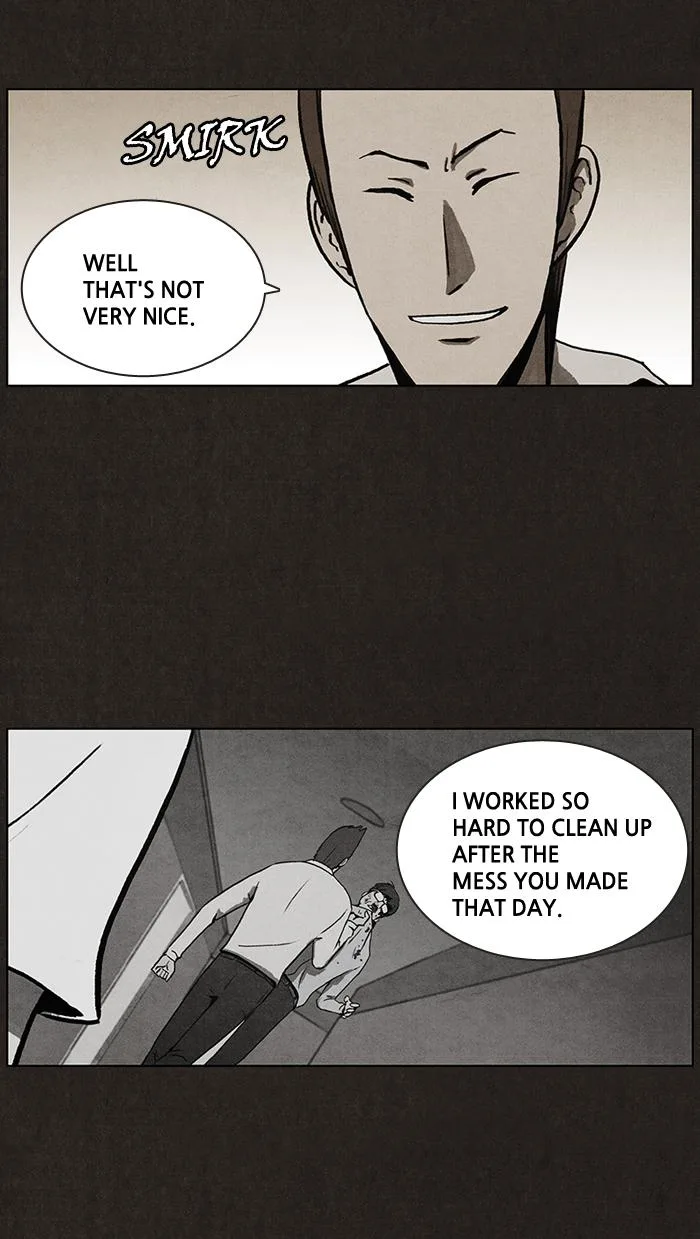 SMIRK
WELL
THAT'S NOT
VERY NICE.
I WORKED SO
HARD TO CLEAN UP
AFTER THE
MESS YOU MADE
THAT DAY.